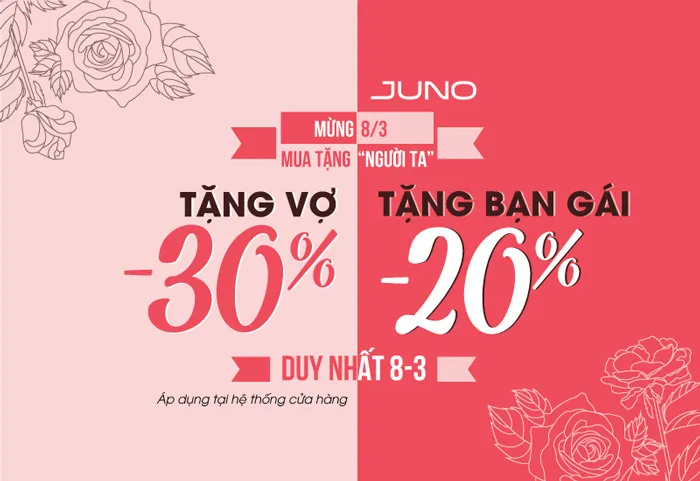 JUNO
MỪNG 8/3
MUA TẶNG “NGƯỜI TA”
TẶNG VỢ
-30%
TẶNG BẠN GÁI
-20%
DUY NHẤT 8-3
Áp dụng tại hệ thống cửa hàng